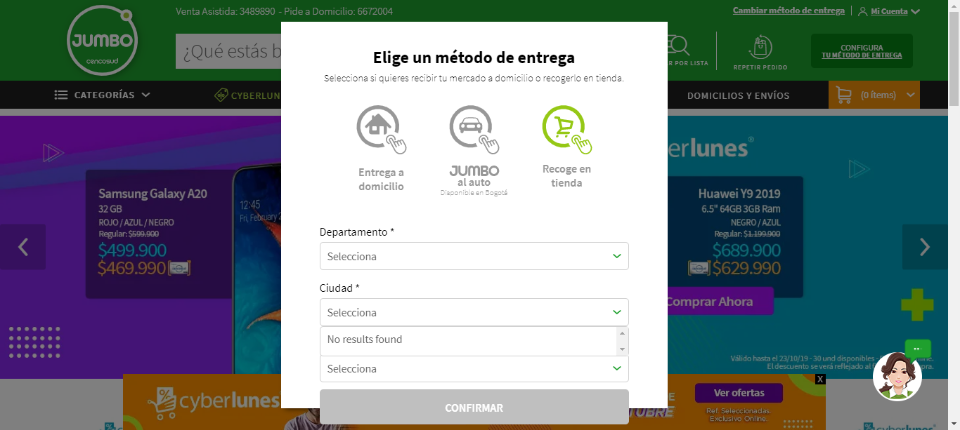 Venta Asistida: 3489890 - Pide a Domicilio: 6672004
Cambiar método de entrega
Mi Cuenta
JUMBO
cencosud
¿Qué estás b
POR LISTA
REPETIR PEDIDO
CONFIGURA
TU MÉTODO DE ENTREGA
CATEGORÍAS
CYBERLUNE
DOMICILIOS Y ENVÍOS
(0 ítems)
Elige un método de entrega
Selecciona si quieres recibir tu mercado a domicilio o recogerlo en tienda.
Entrega a
domicilio
JUMBO
al auto
Disponible en Bogotá
Recoge en
tienda
Departamento *
Selecciona
Ciudad *
Selecciona
No results found
Selecciona
CONFIRMAR
Samsung Galaxy A20
32 GB
ROJO / AZUL / NEGRO
Regular: $599.900
$499.900
$469.990
12:45
Fri, February
berlunes
Huawei Y9 2019
6.5" 64GB 3GB Ram
NEGRO / AZUL
Regular: $1.199.900
$689.900
$629.990
Comprar Ahora
Válido hasta el 23/10/19 - 30 und disponibles -
El descuento se verá reflejado al
cyberlunes
Ver ofertas
Ref. Seleccionadas
Exclusivo Online.
X
cyberlunes